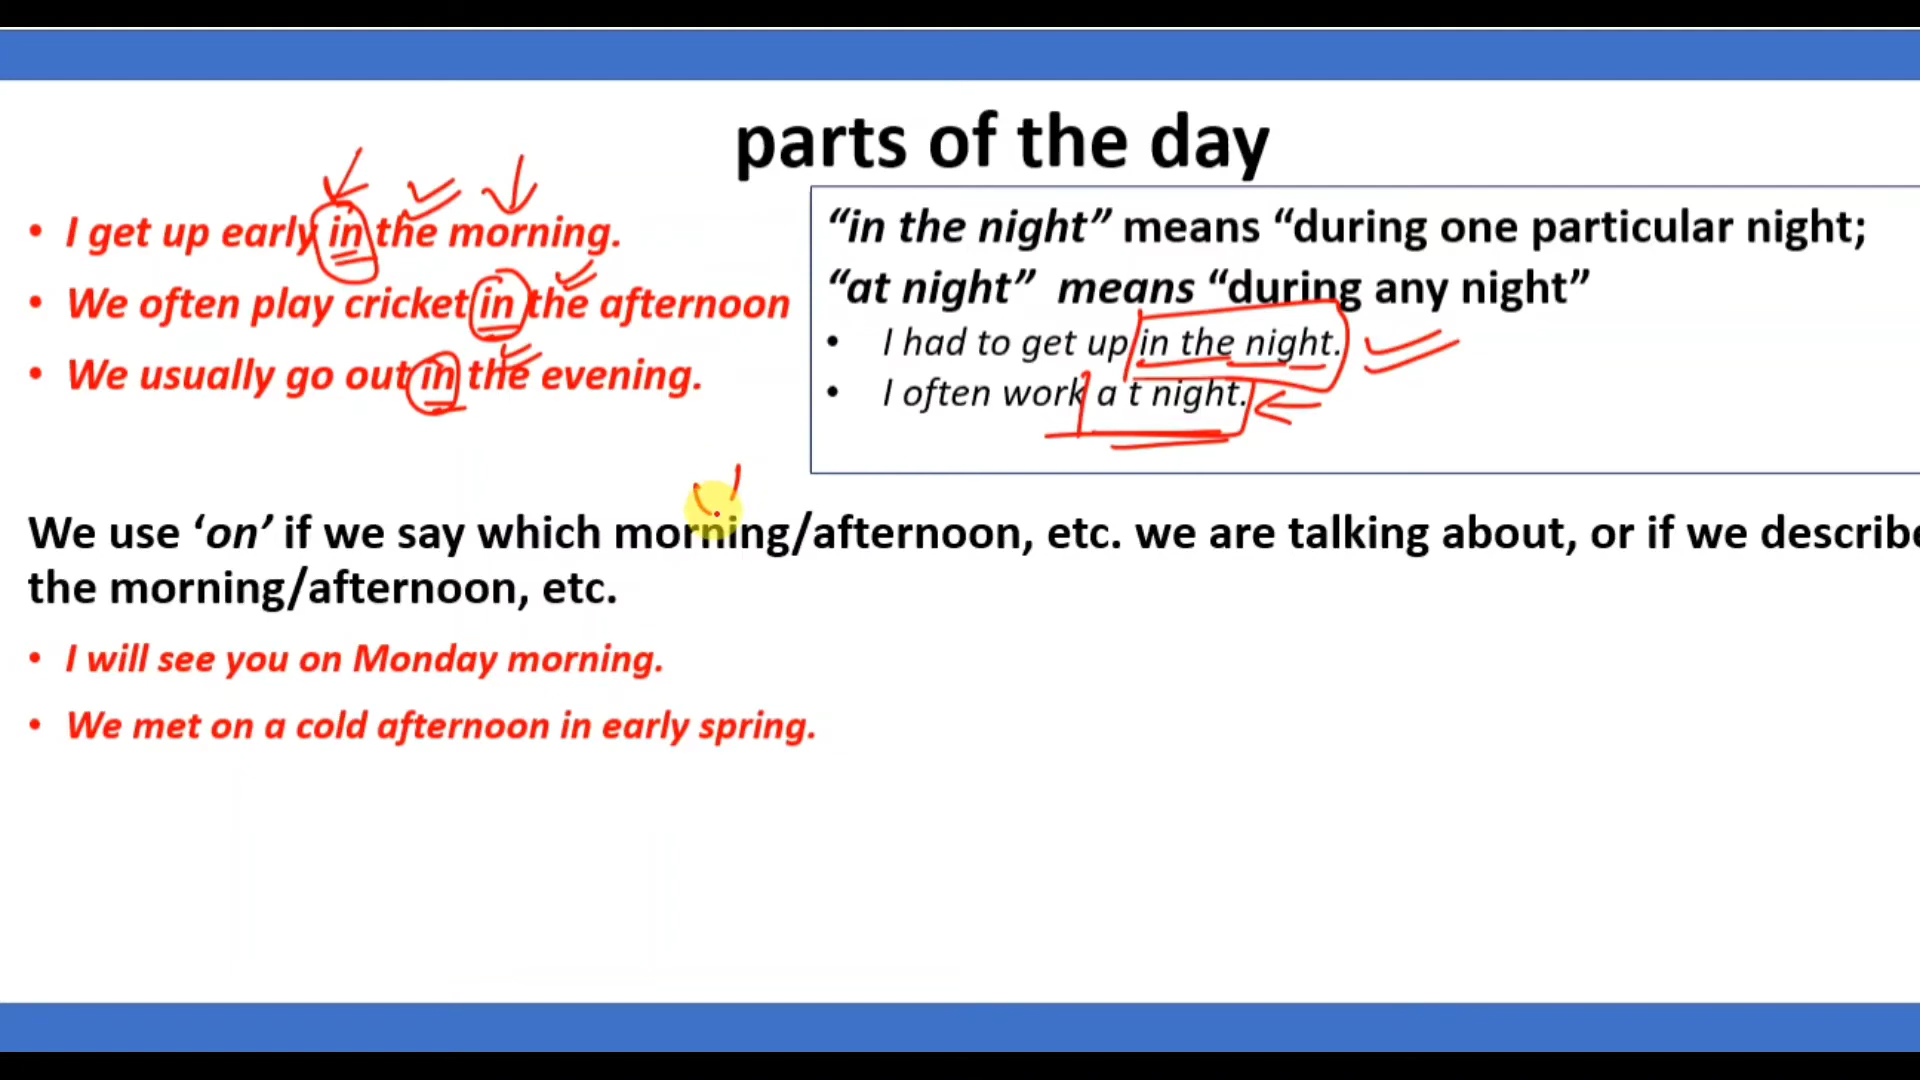 parts of the day
• I get up early in the morning.
• We often play cricket in the afternoon
• We usually go out in the evening.
“in the night” means “during one particular night;
“at night” means “during any night”
• I had to get up in the night.
• I often work a t night.
We use ‘on’ if we say which morning/afternoon, etc. we are talking about, or if we describe
the morning/afternoon, etc.
• I will see you on Monday morning.
• We met on a cold afternoon in early spring.